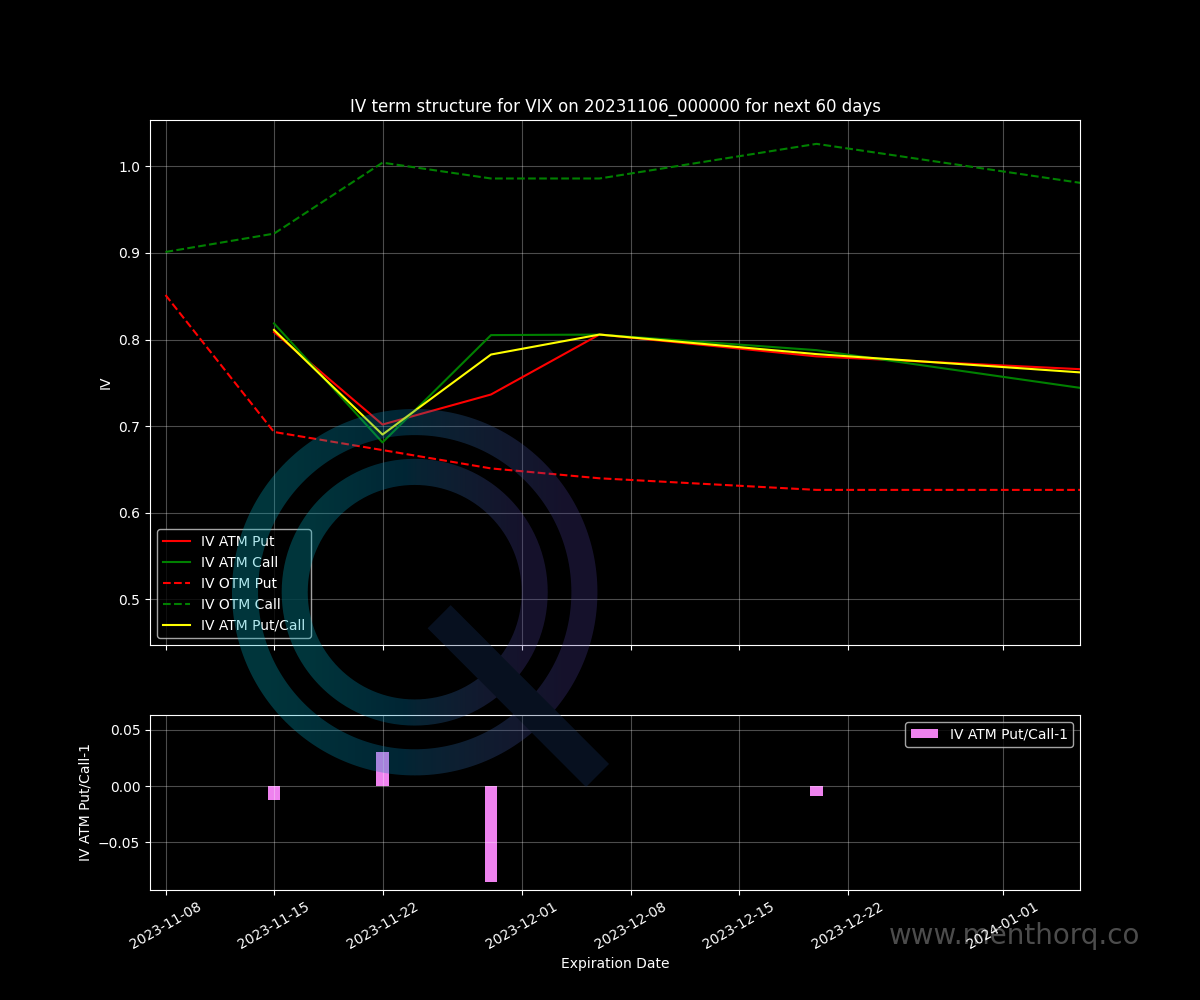 IV term structure for VIX on 20231106_000000 for next 60 days
1.0
0.9
0.8
0.7
0.6
0.5
IV
IV ATM Put
IV ATM Call
IV OTM Put
IV OTM Call
IV ATM Put/Call
0.05
0.00
−0.05
IV ATM Put/Call-1
IV ATM Put/Call-1
2023-11-08
2023-11-15
2023-11-22
2023-12-01
2023-12-08
2023-12-15
2023-12-22
2024-01-01
www.menthorq.co
Expiration Date